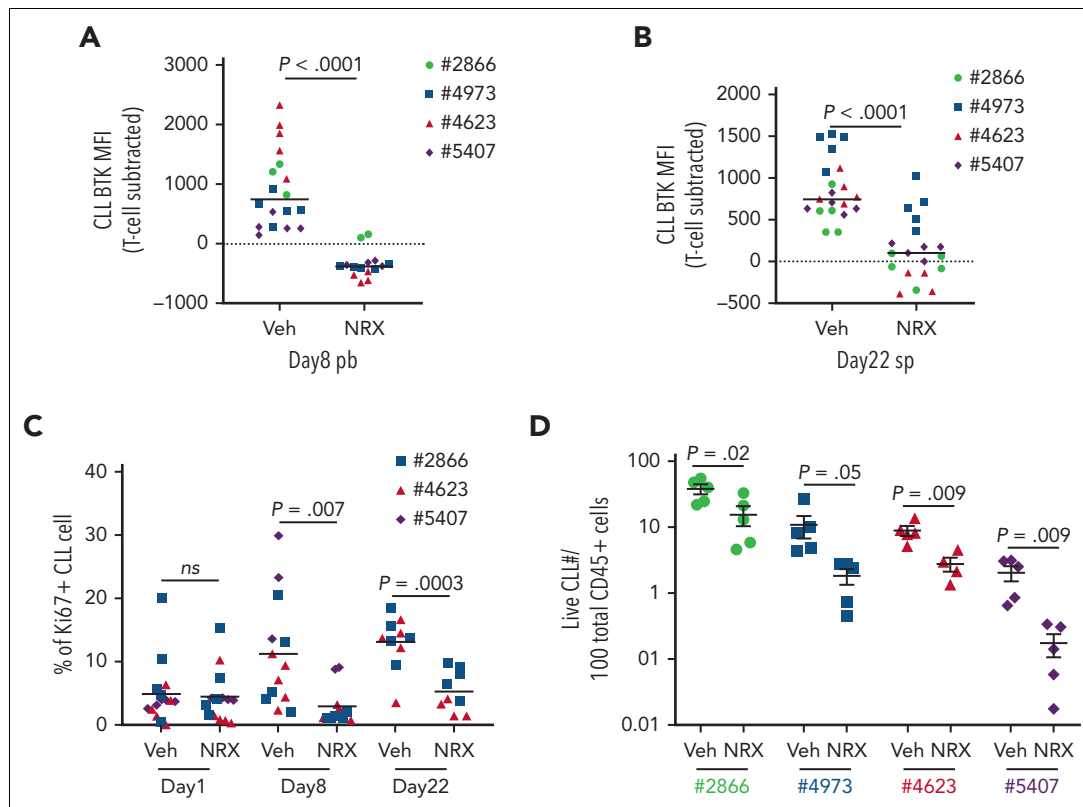 A
CLL BTK MFI
(T-cell subtracted)
3000
2000
1000
0
–1000
P < .0001
#2866
#4973
#4623
#5407
Veh NRX
Day8 pb
B
CLL BTK MFI
(T-cell subtracted)
2000
1500
1000
500
0
–500
P < .0001
#2866
#4973
#4623
#5407
Veh NRX
Day22 sp
C
% of Ki67+ CLL cell
40
30
20
10
0
ns
P = .007
P = .0003
#2866
#4623
#5407
Veh NRX Veh NRX Veh NRX
Day1 Day8 Day22
D
Live CLL#/
100 total CD45+ cells
100
10
1
.01
0.01
P = .02
P = .05
P = .009
P = .009
Veh NRX Veh NRX Veh NRX Veh NRX
#2866 #4973 #4623 #5407